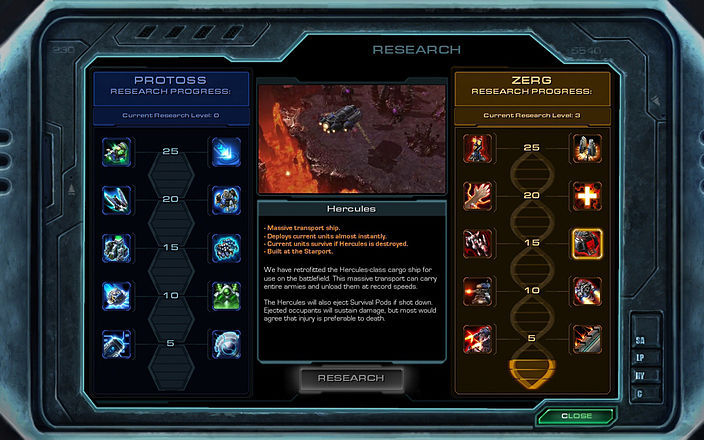 230
RESEARCH
5540
PROTOSS
RESEARCH PROGRESS:
Current Research Level: 0
25
20
15
10
5
Hercules
- Massive transport ship.
- Deploys current units almost instantly.
- Current units survive if Hercules is destroyed.
- Built at the Starport.
We have retrofitted the Hercules-class cargo ship for
use on the battlefield. This massive transport can carry
entire armies and unload them at record speeds.
The Hercules will also eject Survival Pods if shot down.
Ejected occupants will sustain damage, but most would
agree that injury is preferable to death.
RESEARCH
ZERG
RESEARCH PROGRESS:
Current Research Level: 3
25
20
15
10
5
SA
LP
HY
C
CLOSE